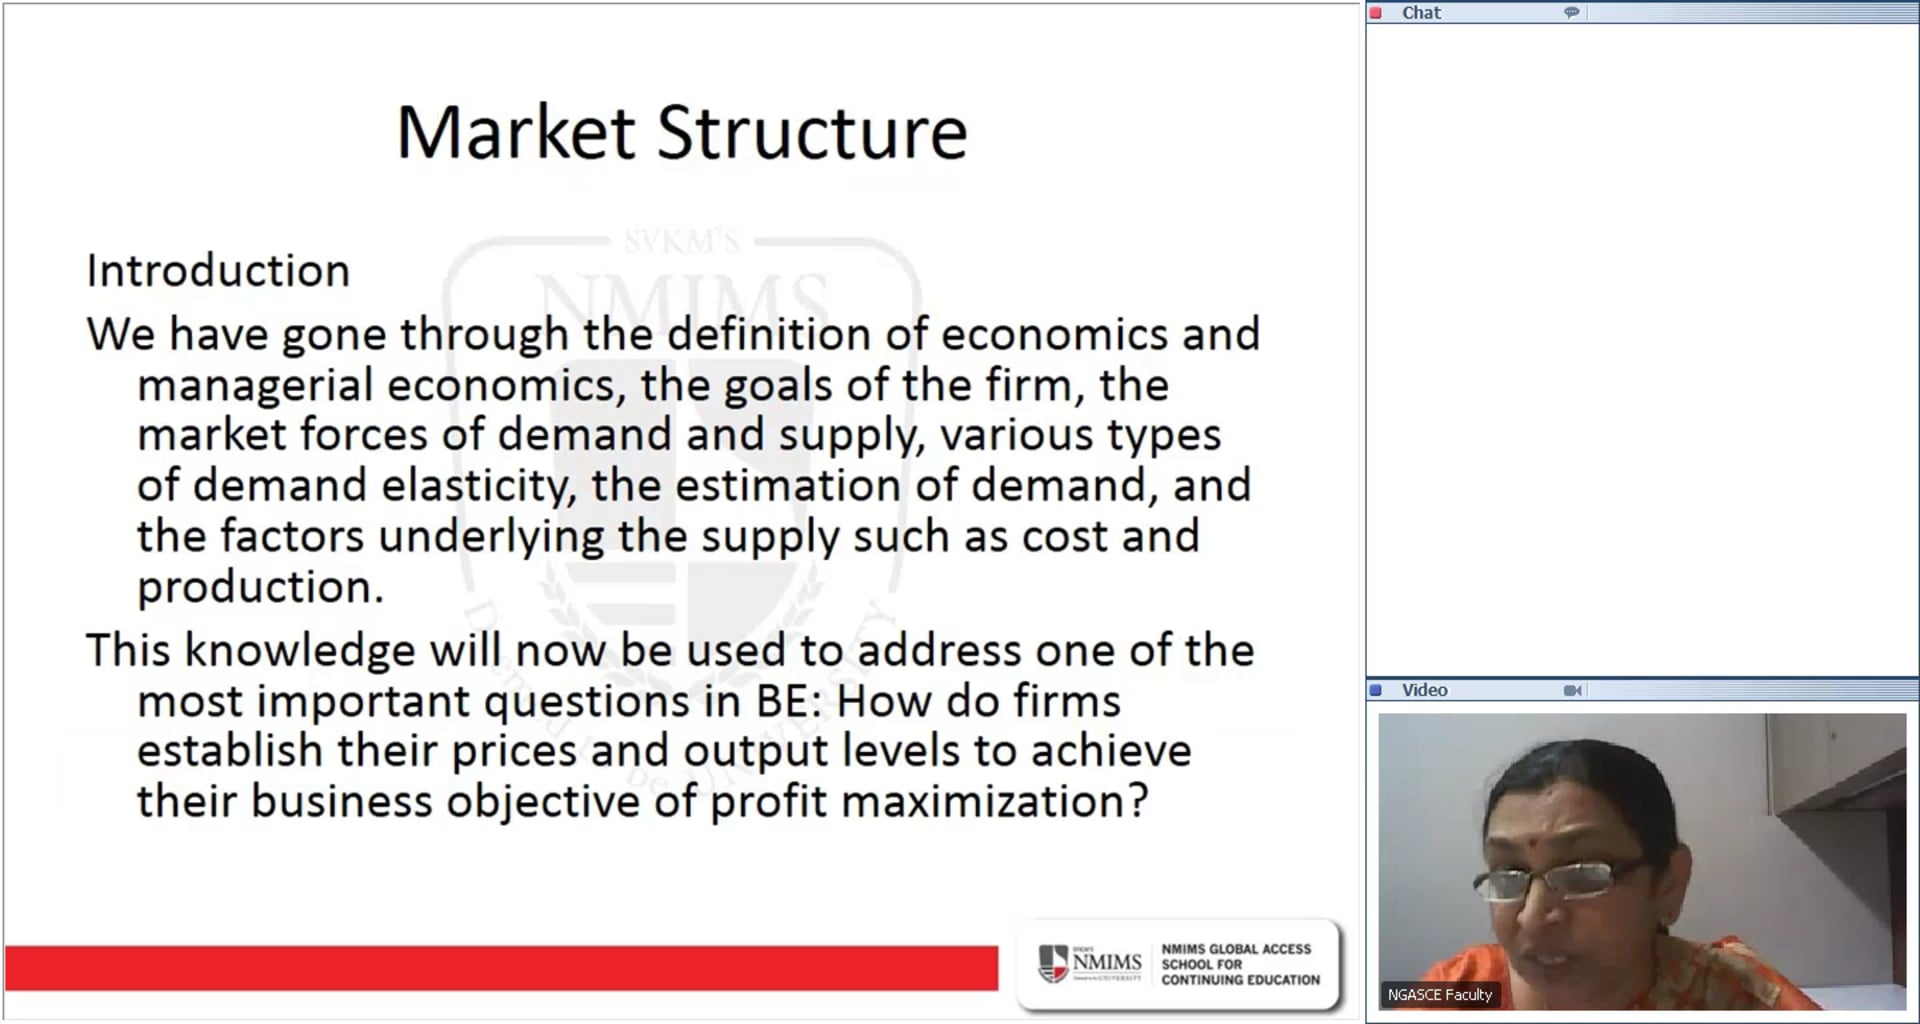 Market Structure
SVKM'S
NMIMS
Introduction
We have gone through the definition of economics and
managerial economics, the goals of the firm, the
market forces of demand and supply, various types
of demand elasticity, the estimation of demand, and
the factors underlying the supply such as cost and
production.
This knowledge will now be used to address one of the
most important questions in BE: How do firms
establish their prices and output levels to achieve
their business objective of profit maximization?
UNIVERSITY
NMIMS
NMIMS GLOBAL ACCESS
SCHOOL FOR
CONTINUING EDUCATION
Chat
Video
NGASCE Faculty